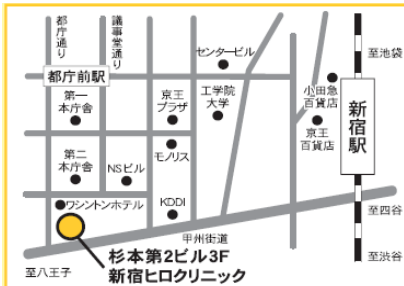 都庁通り
議事堂通り
センタービル
至池袋
都庁前駅
第一
本庁舎
京王
プラザ
工学院
大学
小田急
百貨店
京王
百貨店
新宿駅
モノリス
第二
本庁舎
NSビル
ワシントンホテル
KDDI
至四谷
甲州街道
杉本第2ビル3F
新宿ヒロクリニック
至八王子
至渋谷